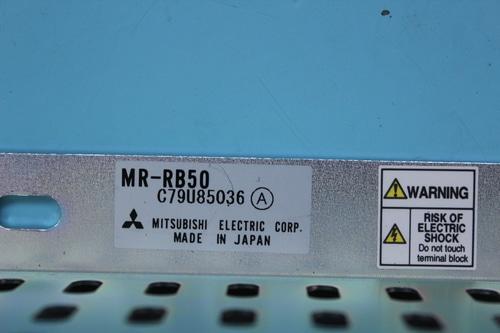 MR-RB50
C79U85036 A
MITSUBISHI ELECTRIC CORP.
MADE IN JAPAN
WARNING
RISK OF
ELECTRIC
SHOCK
Do not touch
terminal block